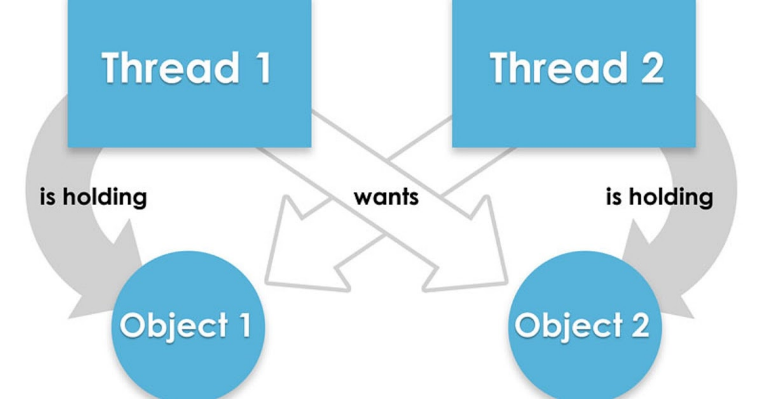 Thread 1
Thread 2
is holding
wants
is holding
Object 1
Object 2